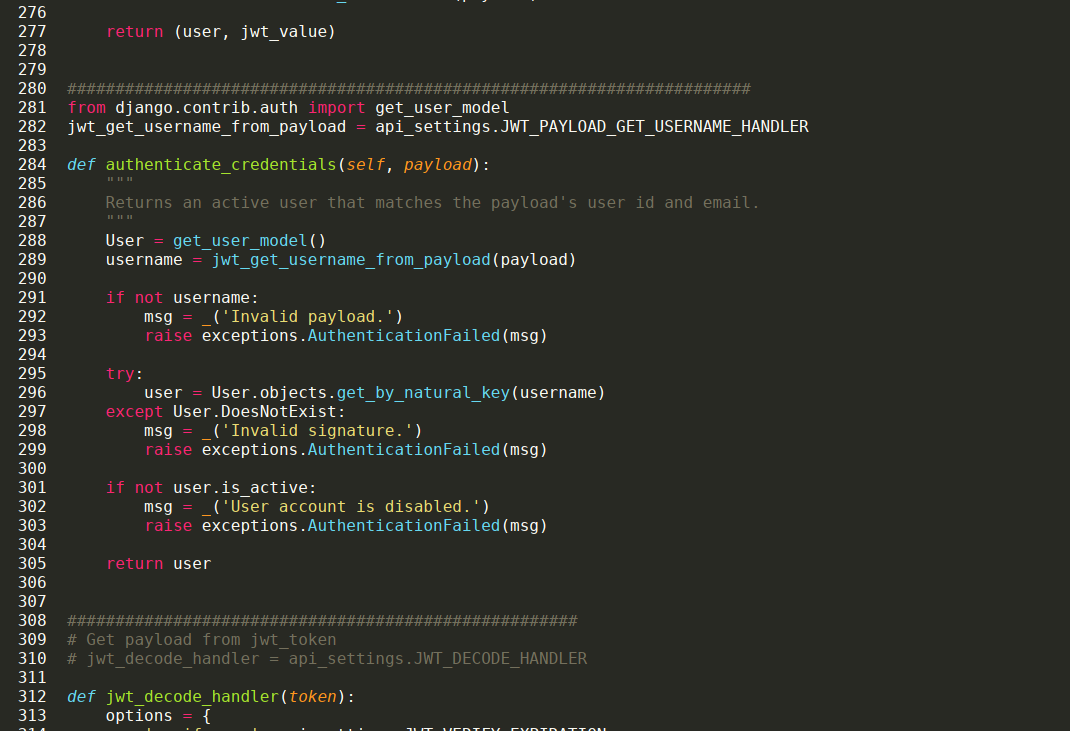 276
277 return (user, jwt_value)
278
279
280 #######################################################################
281 from django.contrib.auth import get_user_model
282 jwt_get_username_from_payload = api_settings.JWT_PAYLOAD_GET_USERNAME_HANDLER
283
284 def authenticate_credentials(self, payload):
285 """
286 Returns an active user that matches the payload's user id and email.
287 """
288 User = get_user_model()
289 username = jwt_get_username_from_payload(payload)
290
291 if not username:
292 msg = _('Invalid payload.')
293 raise exceptions.AuthenticationFailed(msg)
294
295 try:
296 user = User.objects.get_by_natural_key(username)
297 except User.DoesNotExist:
298 msg = _('Invalid signature.')
299 raise exceptions.AuthenticationFailed(msg)
300
301 if not user.is_active:
302 msg = _('User account is disabled.')
303 raise exceptions.AuthenticationFailed(msg)
304
305 return user
306
307
308 #####################################################
309 # Get payload from jwt_token
310 # jwt_decode_handler = api_settings.JWT_DECODE_HANDLER
311
312 def jwt_decode_handler(token):
313 options = {